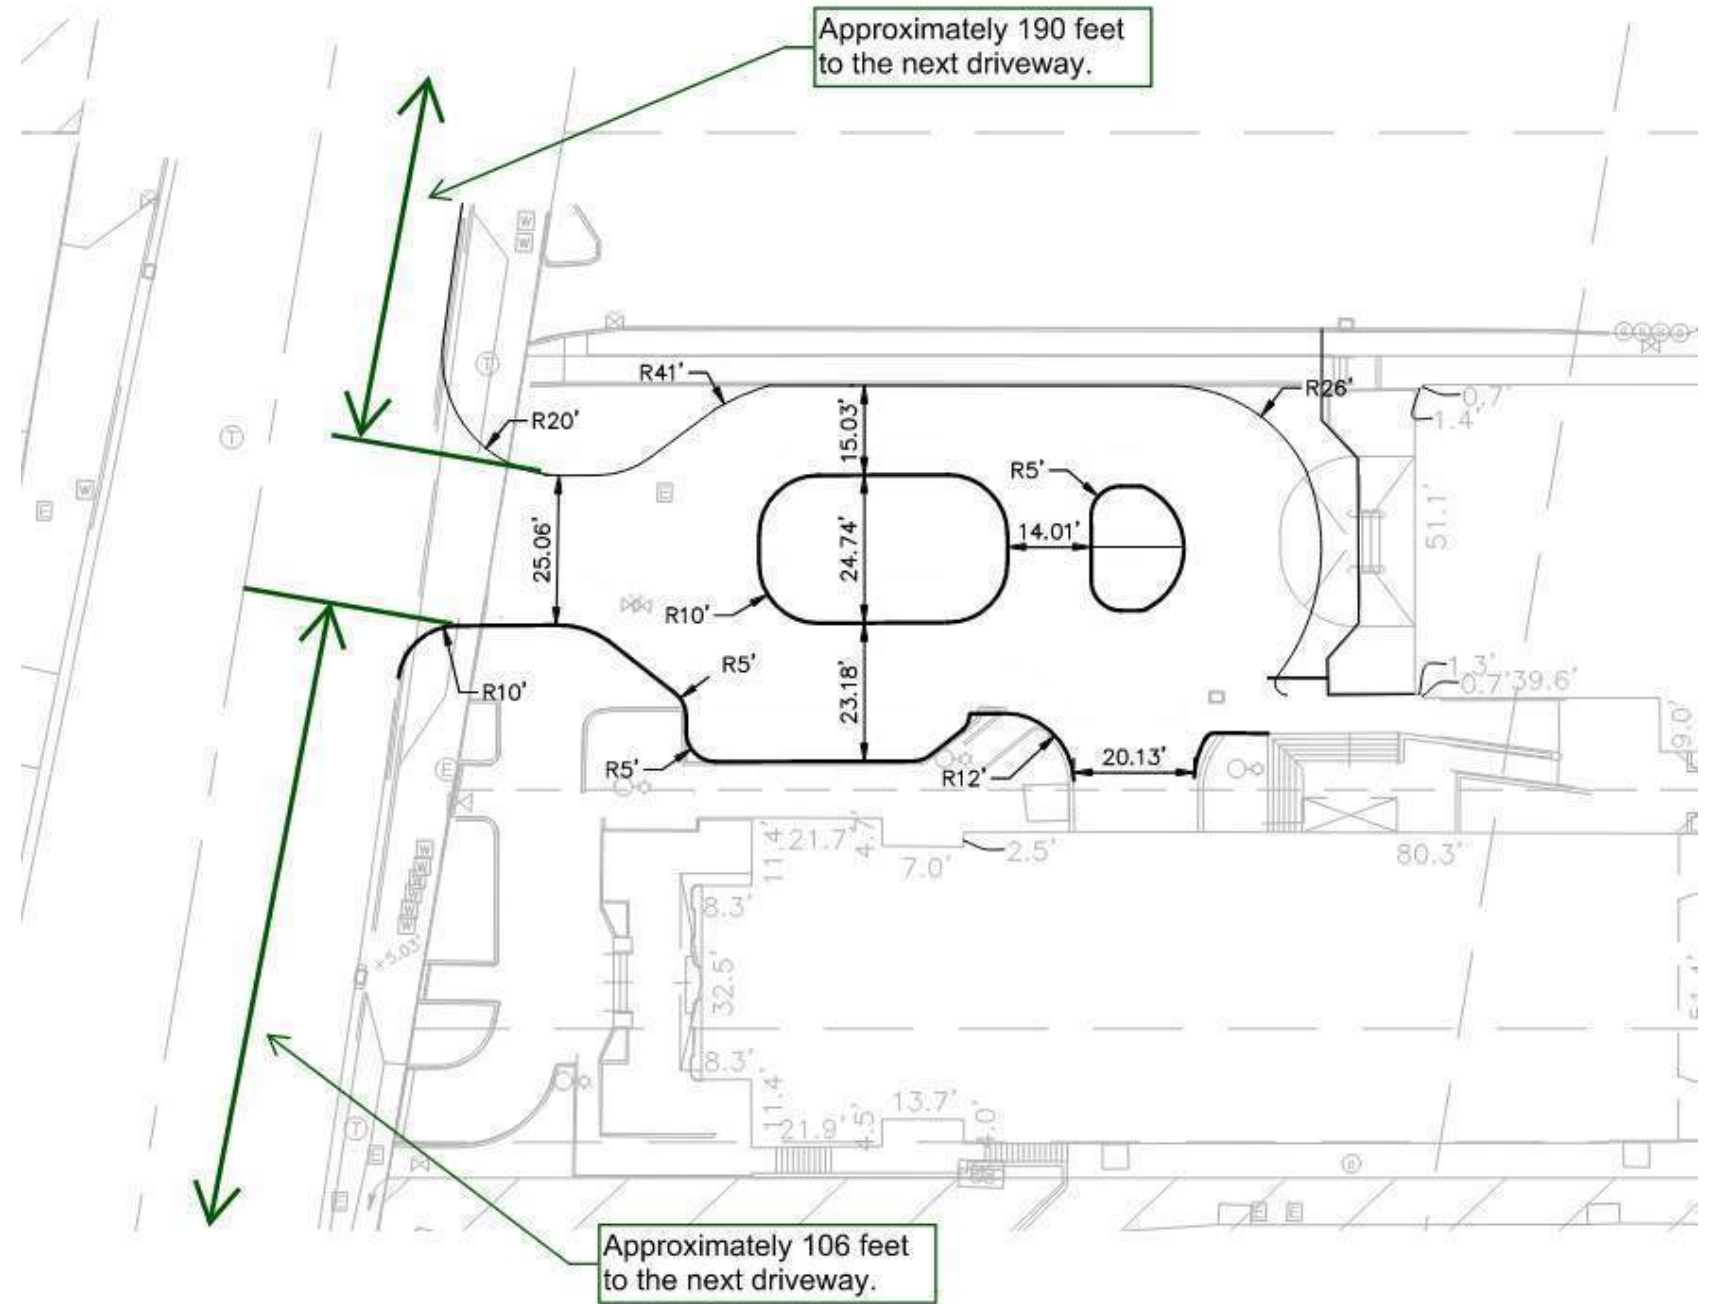 Approximately 190 feet
to the next driveway.
W
W
T
R41'
R26'
0.7'
1.4'
R20'
15.03'
T
R5'
W
E
E
25.06'
24.74'
14.01'
51.1'
R10'
R5'
R10'
23.18'
1.3'
0.7'
39.6'
9.0'
R5'
R12'
20.13'
E
11.4'
21.7'
4.7'
7.0'
2.5'
80.3'
W
W
W
W
8.3'
+5.03'
32.5'
8.3'
11.4'
21.9'
4.5'
13.7'
4.0'
T
E
E
E
E
Approximately 106 feet
to the next driveway.